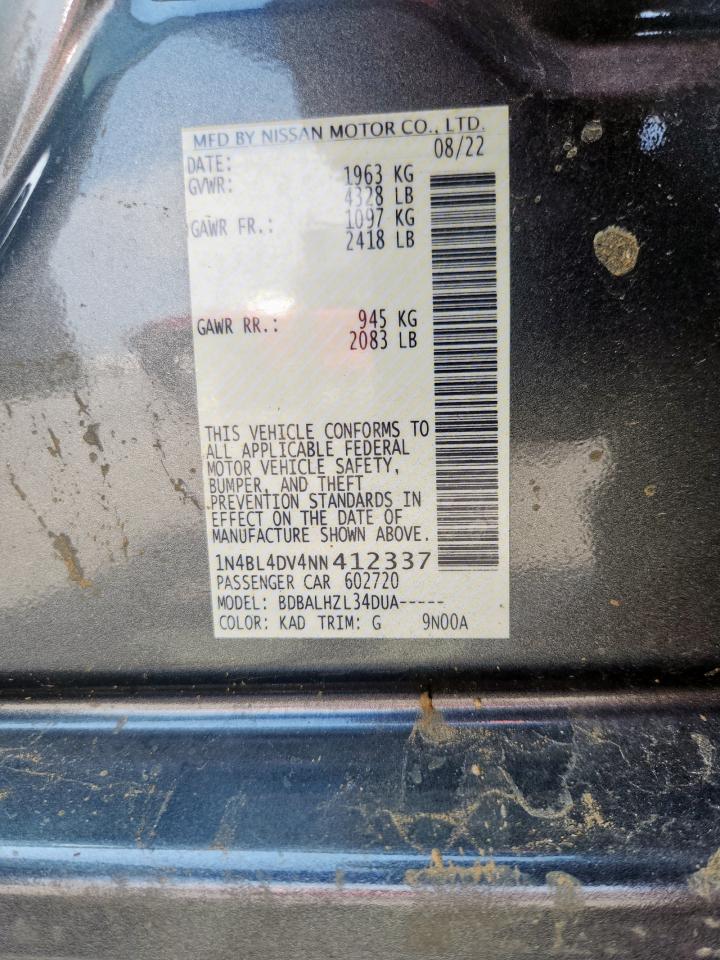 MFD BY NISSAN MOTOR CO., LTD.
DATE: 08/22
GVWR: 1963 KG
4328 LB
GAWR FR.: 1097 KG
2418 LB
GAWR RR.: 945 KG
2083 LB
THIS VEHICLE CONFORMS TO
ALL APPLICABLE FEDERAL
MOTOR VEHICLE SAFETY,
BUMPER, AND THEFT
PREVENTION STANDARDS IN
EFFECT ON THE DATE OF
MANUFACTURE SHOWN ABOVE.
1N4BL4DV4NN412337
PASSENGER CAR 602720
MODEL: BDBALHZL34DUA-----
COLOR: KAD TRIM: G 9N00A